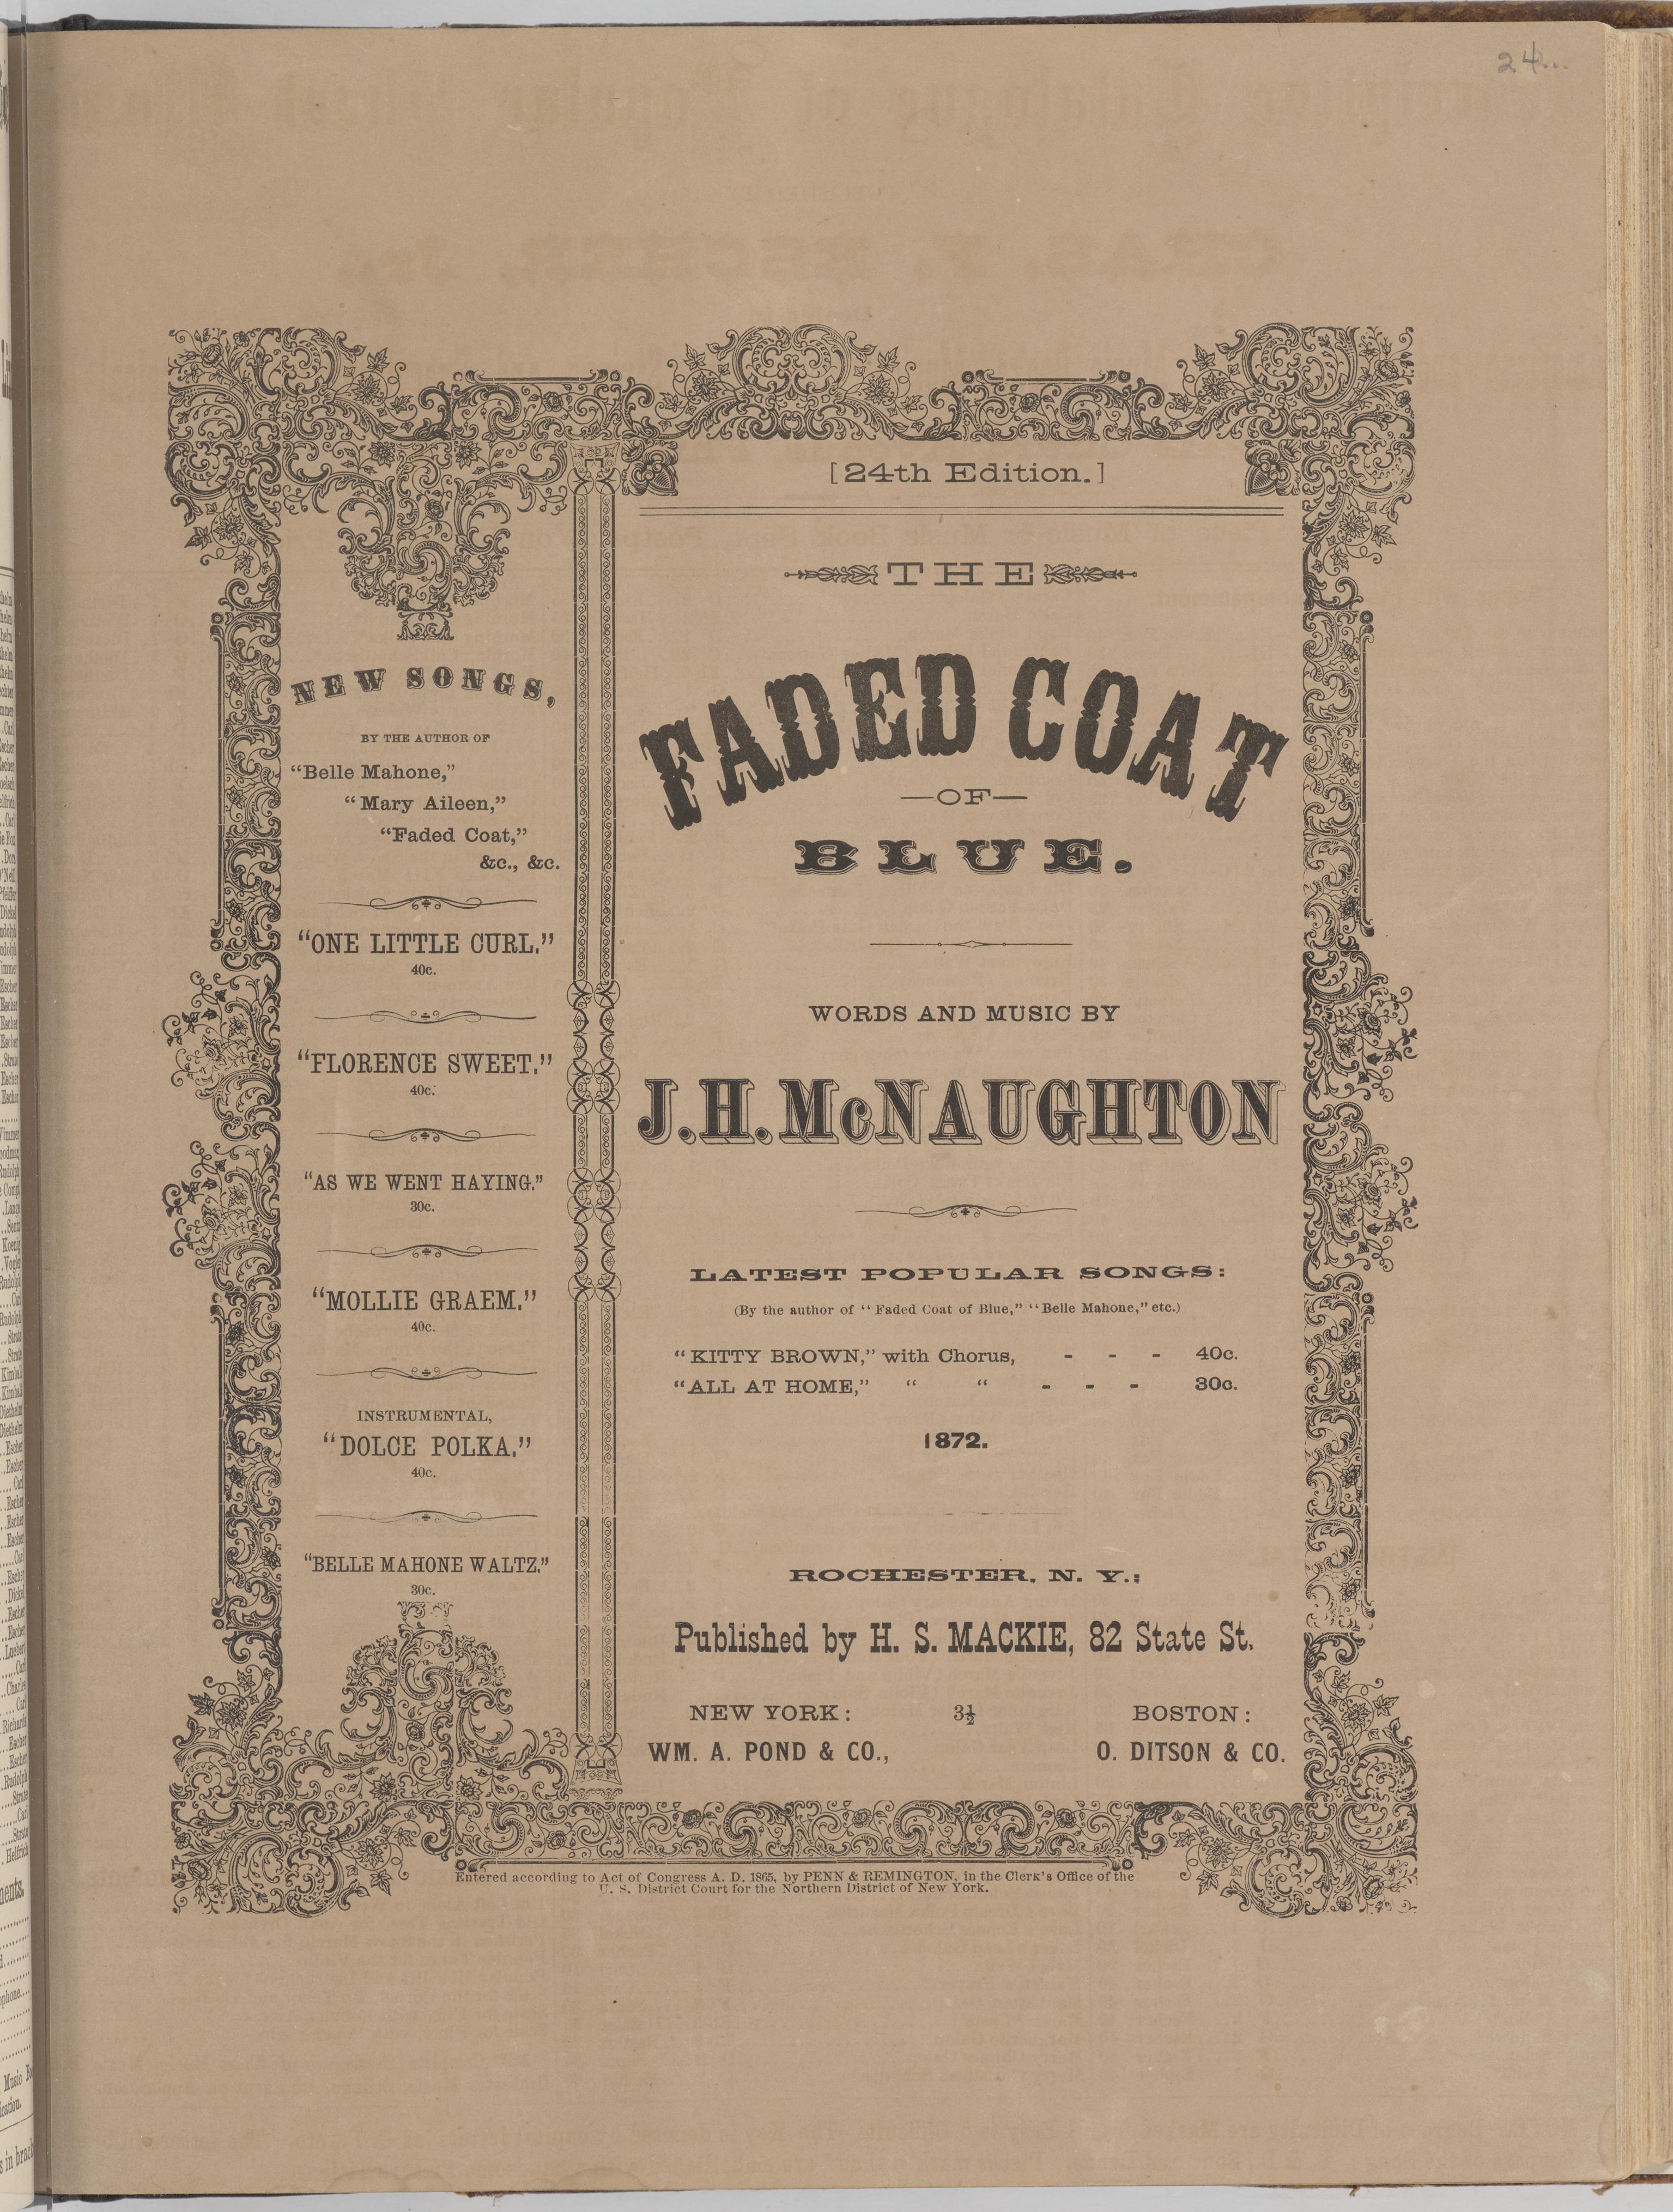 24...
[24th Edition.]
THE
FADED COAT
—OF—
BLUE.
WORDS AND MUSIC BY
J. H. McNAUGHTON
LATEST POPULAR SONGS:
(By the author of "Faded Coat of Blue," "Belle Mahone," etc.)
"KITTY BROWN," with Chorus, - - - 40c.
"ALL AT HOME," " " - - - 30c.
1872.
ROCHESTER, N. Y.:
Published by H. S. MACKIE, 82 State St.
NEW YORK: 3½ BOSTON:
WM. A. POND & CO., O. DITSON & CO.
NEW SONGS,
BY THE AUTHOR OF
"Belle Mahone,"
"Mary Aileen,"
"Faded Coat,"
&c., &c.
"ONE LITTLE CURL."
40c.
"FLORENCE SWEET."
40c.
"AS WE WENT HAYING."
30c.
"MOLLIE GRAEM."
40c.
INSTRUMENTAL,
"DOLCE POLKA."
40c.
"BELLE MAHONE WALTZ."
30c.
Entered according to Act of Congress A. D. 1865, by PENN & REMINGTON, in the Clerk's Office of the
U. S. District Court for the Northern District of New York.